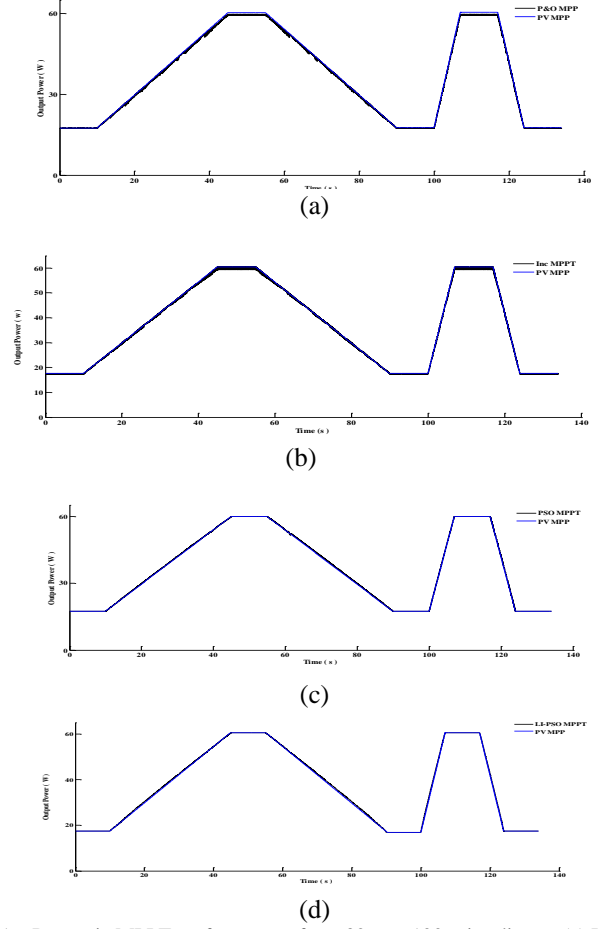 P&O MPP
PV MPP
Output Power ( W )
60
30
0
0 20 40 60 80 100 120 140
Time ( s )
(a)
Inc MPPT
PV MPP
Output Power ( w )
60
50
40
30
20
10
0
0 20 40 60 80 100 120 140
Time (s )
(b)
PSO MPPT
PV MPP
Output Power ( W )
60
30
0
0 20 40 60 80 100 120 140
Time ( s )
(c)
LI-PSO MPPT
PV MPP
Output Power ( W )
60
40
20
0
0 20 40 60 80 100 120 140
Time ( s )
(d)